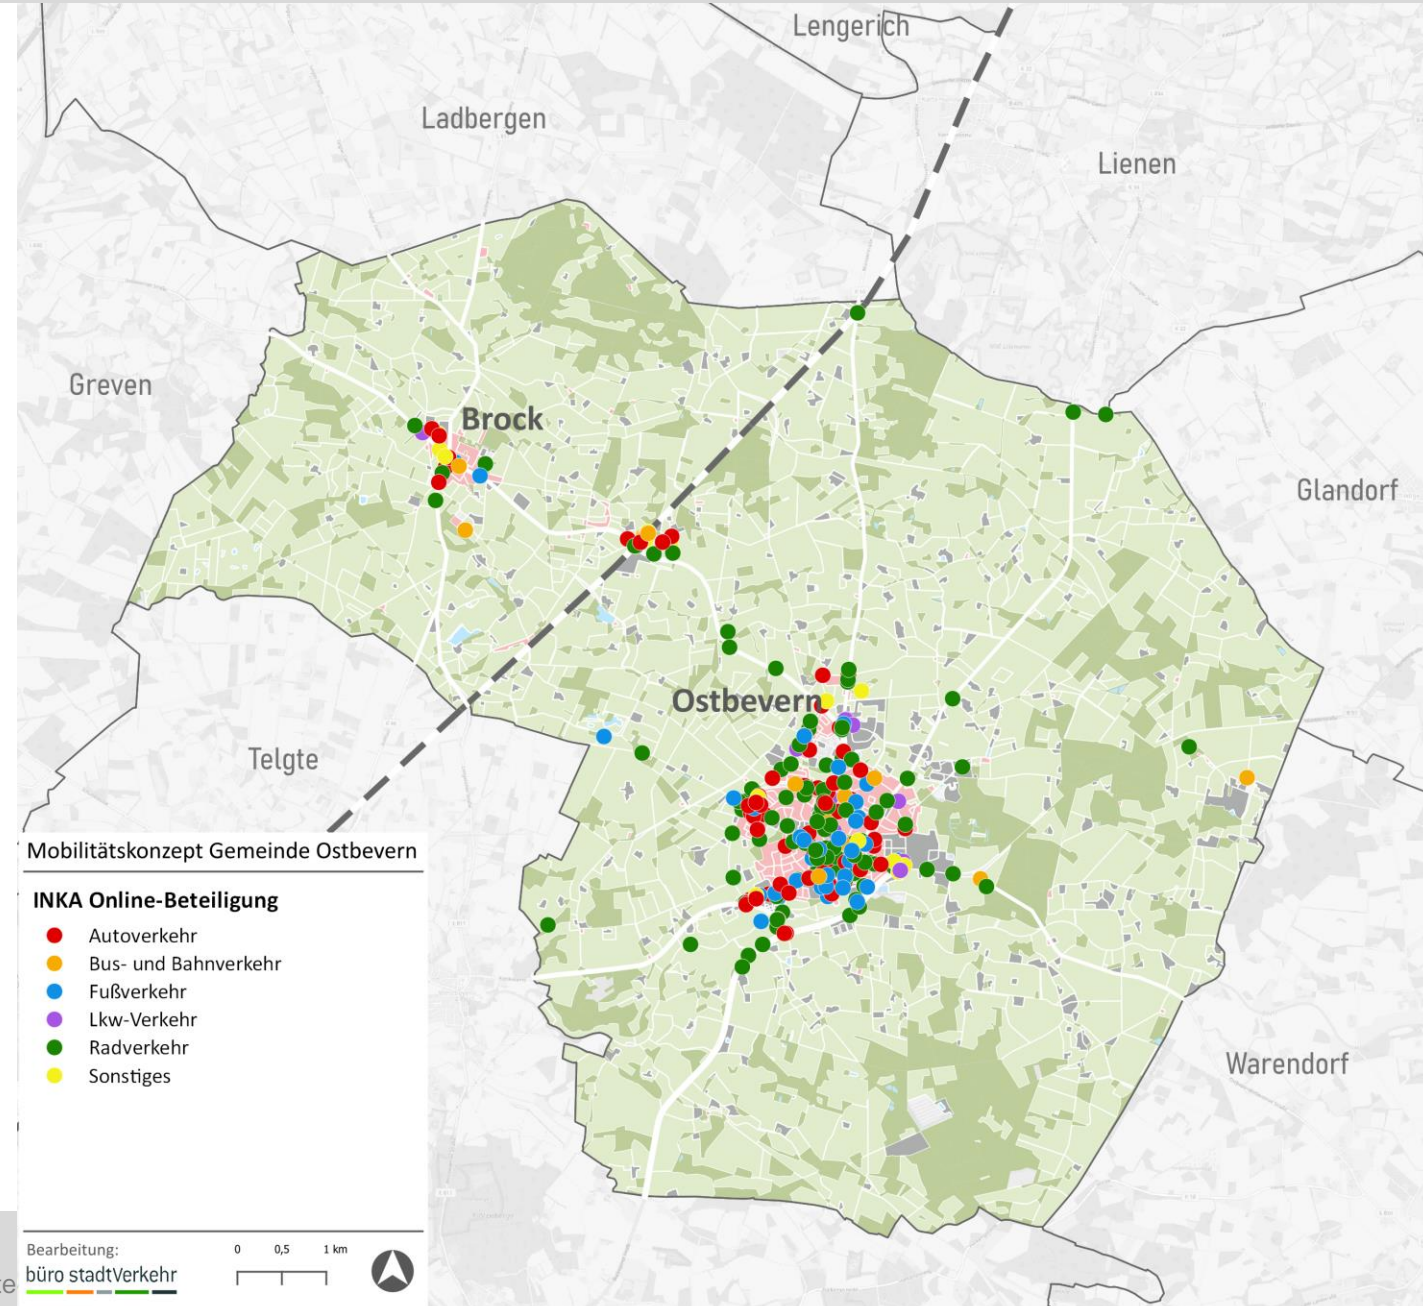 Lengerich
Ladbergen
Lienen
Greven
Brock
Glandorf
Ostbevern
Telgte
Warendorf
Mobilitätskonzept Gemeinde Ostbevern
INKA Online-Beteiligung
Autoverkehr
Bus- und Bahnverkehr
Fußverkehr
Lkw-Verkehr
Radverkehr
Sonstiges
Bearbeitung:
büro stadtVerkehr
0 0,5 1 km